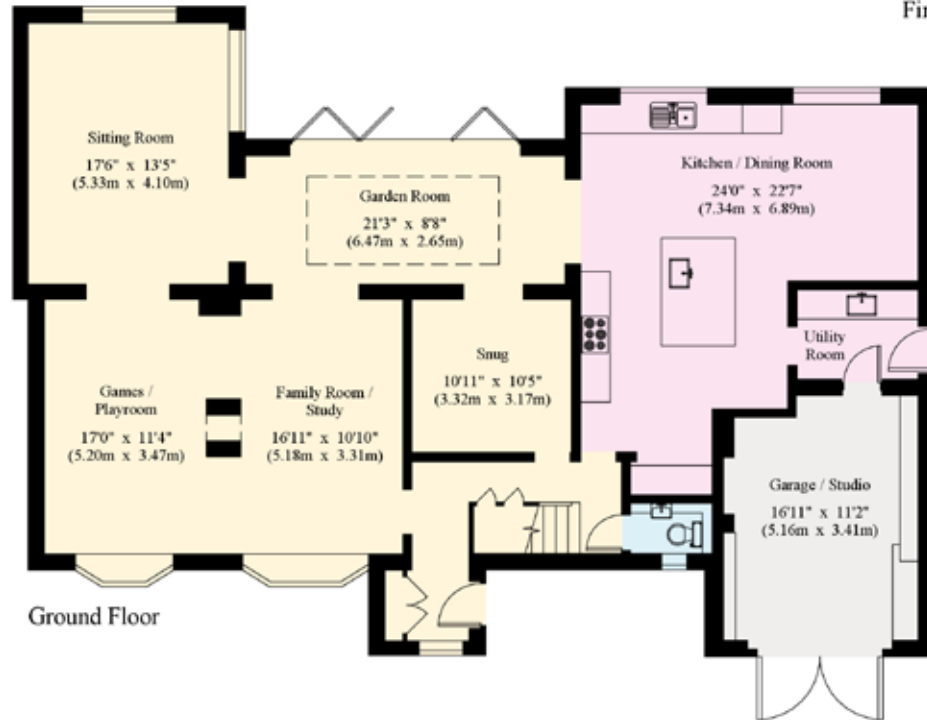 Fir
Sitting Room
17'6" x 13'5"
(5.33m x 4.10m)
Garden Room
21'3" x 8'8"
(6.47m x 2.65m)
Kitchen / Dining Room
24'0" x 22'7"
(7.34m x 6.89m)
Utility
Room
Snug
10'11" x 10'5"
(3.32m x 3.17m)
Games /
Playroom
17'0" x 11'4"
(5.20m x 3.47m)
Family Room /
Study
16'11" x 10'10"
(5.18m x 3.31m)
Garage / Studio
16'11" x 11'2"
(5.16m x 3.41m)
Ground Floor